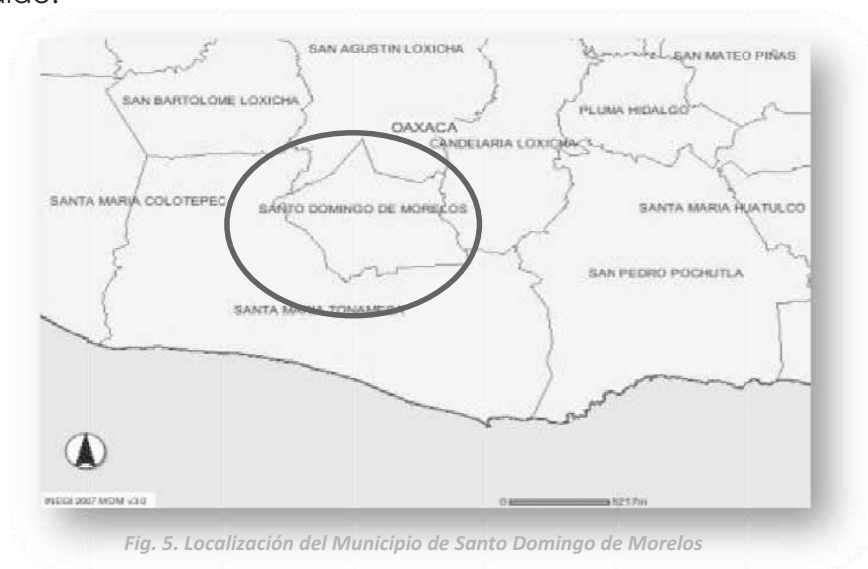 SAN AGUSTIN LOXICHA
SAN MATEO PIÑAS
SAN BARTOLOME LOXICHA
PLUMA HIDALGO
OAXACA
CANDELARIA LOXICHA
SANTA MARIA COLOTEPEC
SANTO DOMINGO DE MORELOS
SANTA MARIA HUATULCO
SAN PEDRO POCHUTLA
SANTA MARIA TONAMECA
INEGI 2007 MDM v3.0
0 5217m
Fig. 5. Localización del Municipio de Santo Domingo de Morelos